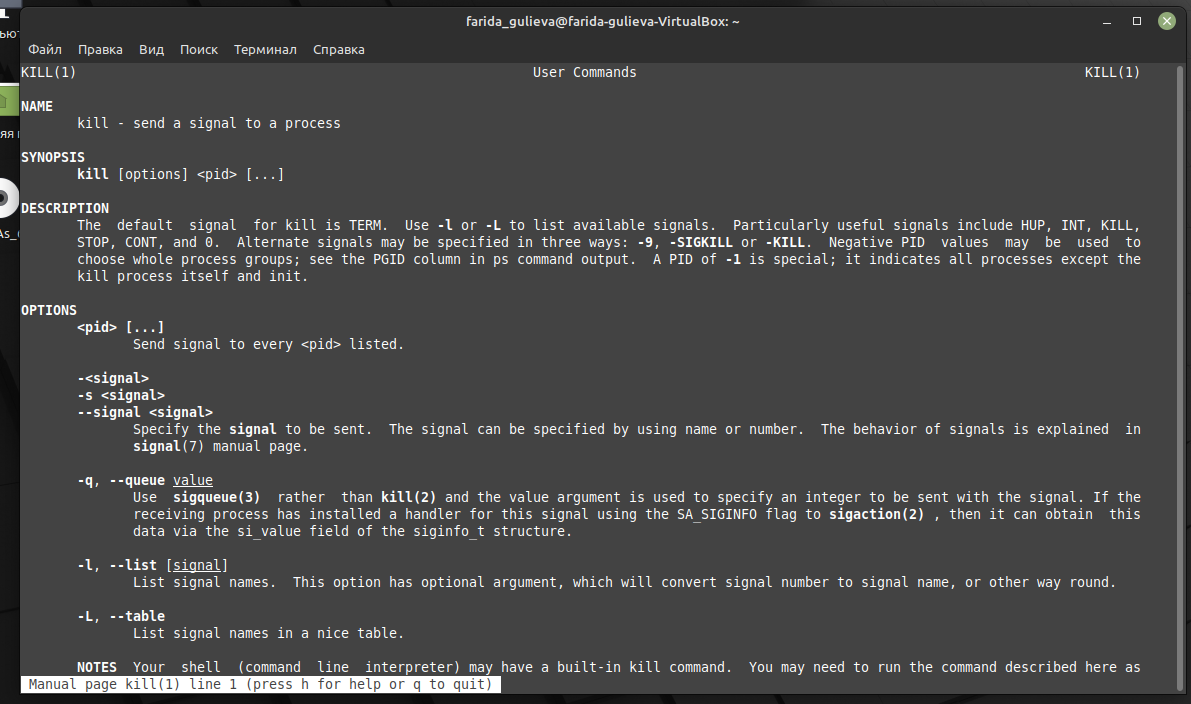 farida_gulieva@farida-gulieva-VirtualBox: ~
Файл Правка Вид Поиск Терминал Справка
KILL(1) User Commands KILL(1)
NAME
kill - send a signal to a process
SYNOPSIS
kill [options] <pid> [...]
DESCRIPTION
The default signal for kill is TERM. Use -l or -L to list available signals. Particularly useful signals include HUP, INT, KILL,
STOP, CONT, and 0. Alternate signals may be specified in three ways: -9, -SIGKILL or -KILL. Negative PID values may be used to
choose whole process groups; see the PGID column in ps command output. A PID of -1 is special; it indicates all processes except the
kill process itself and init.
OPTIONS
<pid> [...]
Send signal to every <pid> listed.
-<signal>
-s <signal>
--signal <signal>
Specify the signal to be sent. The signal can be specified by using name or number. The behavior of signals is explained in
signal(7) manual page.
-q, --queue value
Use sigqueue(3) rather than kill(2) and the value argument is used to specify an integer to be sent with the signal. If the
receiving process has installed a handler for this signal using the SA_SIGINFO flag to sigaction(2) , then it can obtain this
data via the si_value field of the siginfo_t structure.
-l, --list [signal]
List signal names. This option has optional argument, which will convert signal number to signal name, or other way round.
-L, --table
List signal names in a nice table.
NOTES Your shell (command line interpreter) may have a built-in kill command. You may need to run the command described here as
Manual page kill(1) line 1 (press h for help or q to quit)